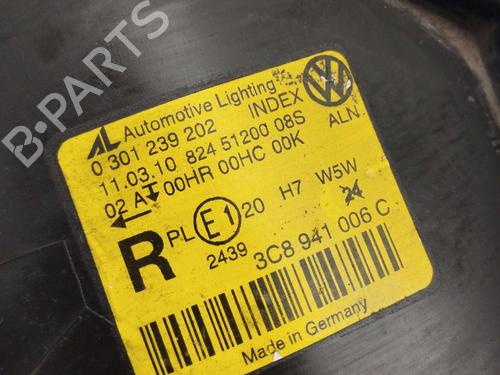 B-PARTS
AL Automotive Lighting
0 301 239 202 INDEX
11.03.10 824 51200 08S
02 A 00HR 00HC 00K ALN
R PL E1 20 H7 W5W
2439 3C8 941 006 C
Made in Germany